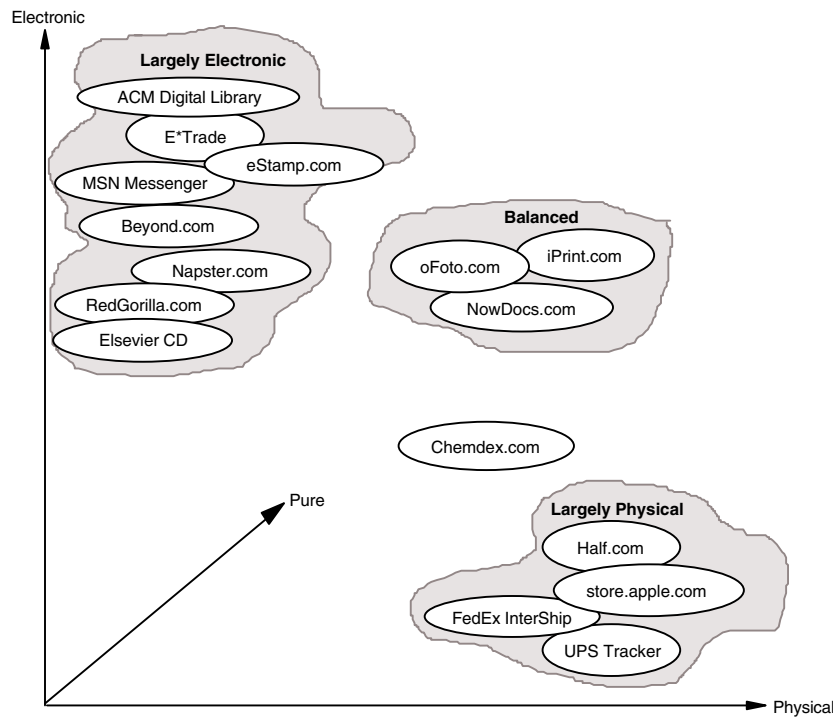 Electronic
Largely Electronic
ACM Digital Library
E*Trade
eStamp.com
MSN Messenger
Beyond.com
Napster.com
RedGorilla.com
Elsevier CD
Balanced
iPrint.com
oFoto.com
NowDocs.com
Chemdex.com
Pure
Largely Physical
Half.com
store.apple.com
FedEx InterShip
UPS Tracker
Physical